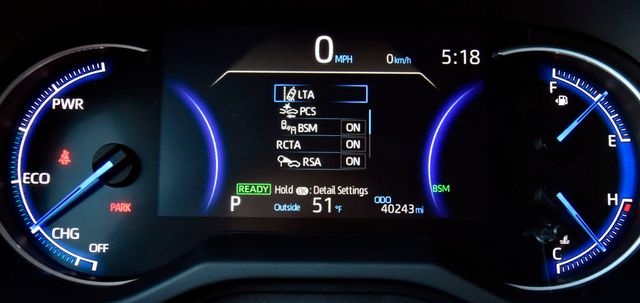 0 MPH 0 km/h 5:18
LTA
PCS
BSM ON
RCTA ON
RSA ON
READY Hold OK : Detail Settings
P Outside 51 °F ODO 40243 mi
BSM
PWR
ECO
PARK
CHG
OFF
F
E
H
C